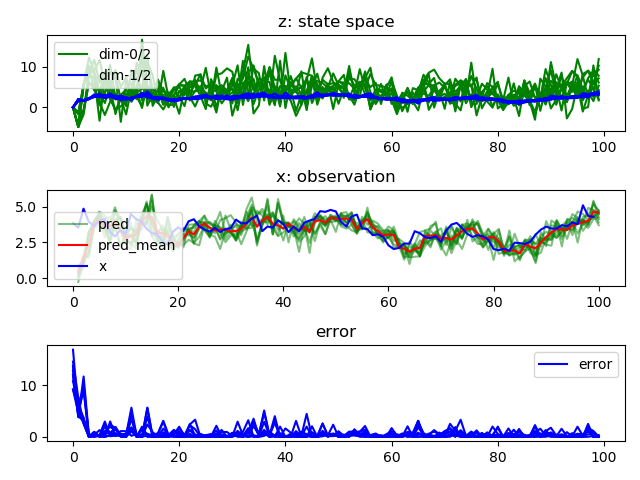 z: state space
dim-0/2
dim-1/2
10
0
0 20 40 60 80 100
x: observation
pred
pred_mean
x
5.0
2.5
0.0
0 20 40 60 80 100
error
error
10
0
0 20 40 60 80 100